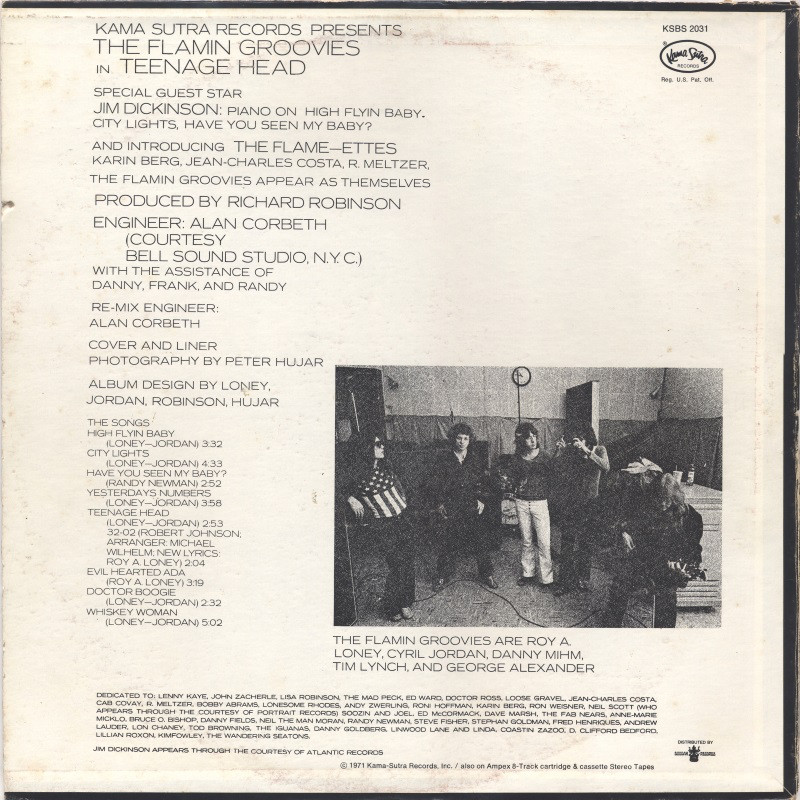 KAMA SUTRA RECORDS PRESENTS
THE FLAMIN GROOVIES
IN TEENAGE HEAD
KSBS 2031
Kama Sutra
RECORDS
Reg. U.S. Pat. Off.
SPECIAL GUEST STAR
JIM DICKINSON: PIANO ON HIGH FLYIN BABY.
CITY LIGHTS, HAVE YOU SEEN MY BABY?
AND INTRODUCING THE FLAME—ETTES
KARIN BERG, JEAN-CHARLES COSTA, R. MELTZER,
THE FLAMIN GROOVIES APPEAR AS THEMSELVES
PRODUCED BY RICHARD ROBINSON
ENGINEER: ALAN CORBETH
(COURTESY
BELL SOUND STUDIO, N.Y.C.)
WITH THE ASSISTANCE OF
DANNY, FRANK, AND RANDY
RE-MIX ENGINEER:
ALAN CORBETH
COVER AND LINER
PHOTOGRAPHY BY PETER HUJAR
ALBUM DESIGN BY LONEY,
JORDAN, ROBINSON, HUJAR
THE SONGS
HIGH FLYIN BABY
(LONEY—JORDAN) 3:32
CITY LIGHTS
(LONEY—JORDAN) 4:33
HAVE YOU SEEN MY BABY?
(RANDY NEWMAN) 2:52
YESTERDAYS NUMBERS
(LONEY—JORDAN) 3:58
TEENAGE HEAD
(LONEY—JORDAN) 2:53
32-02 (ROBERT JOHNSON;
ARRANGER: MICHAEL
WILHELM; NEW LYRICS:
ROY A. LONEY) 2:04
EVIL HEARTED ADA
(ROY A. LONEY) 3:19
DOCTOR BOOGIE
(LONEY—JORDAN) 2:32
WHISKEY WOMAN
(LONEY—JORDAN) 5:02
THE FLAMIN GROOVIES ARE ROY A.
LONEY, CYRIL JORDAN, DANNY MIHM,
TIM LYNCH, AND GEORGE ALEXANDER
DEDICATED TO: LENNY KAYE, JOHN ZACHERLE, LISA ROBINSON, THE MAD PECK, ED WARD, DOCTOR ROSS, LOOSE GRAVEL, JEAN-CHARLES COSTA,
CAB COVAY, R. MELTZER, BOBBY ABRAMS, LONESOME RHODES, ANDY ZWERLING, RONI HOFFMAN, KARIN BERG, RON WEISNER, NEIL SCOTT (WHO
APPEARS THROUGH THE COURTESY OF PORTRAIT RECORDS) SOOZIN AND JOEL, ED McCORMACK, DAVE MARSH, THE FAB NEARS, ANNE-MARIE
MICKLO, BRUCE O. BISHOP, DANNY FIELDS, NEIL THE MAN MORAN, RANDY NEWMAN, STEVE FISHER, STEPHAN GOLDMAN, FRED HENRIQUES, ANDREW
LAUDER, LON CHANEY, TOD BROWNING, THE IGUANAS, DANNY GOLDBERG, LINWOOD LANE AND LINDA, COASTIN ZAZOO, D. CLIFFORD BEDFORD,
LILLIAN ROXON, KIMFOWLEY, THE WANDERING SEATONS.
JIM DICKINSON APPEARS THROUGH THE COURTESY OF ATLANTIC RECORDS
DISTRIBUTED BY
© 1971 Kama-Sutra Records, Inc. / also on Ampex 8-Track cartridge & cassette Stereo Tapes